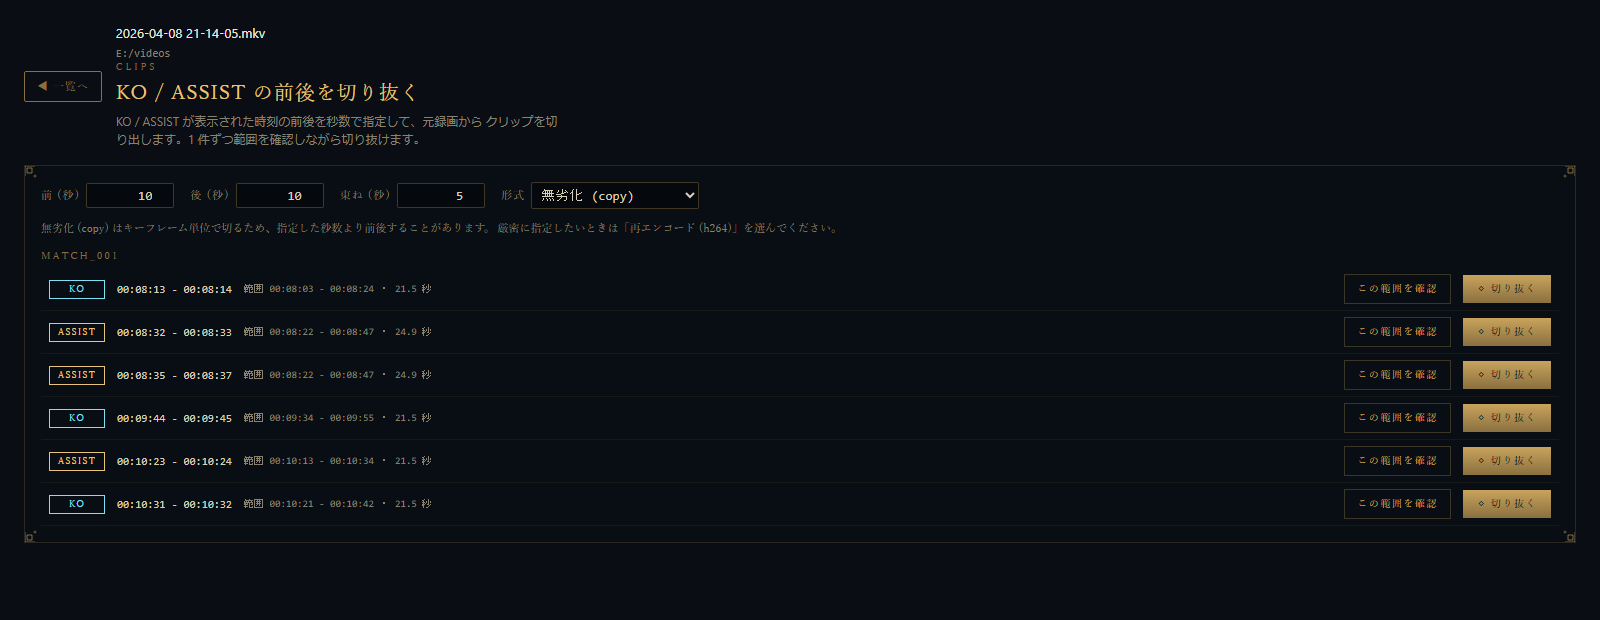 2026-04-08 21-14-05.mkv
E:/videos
CLIPS
◀ 一覧へ
KO / ASSIST の前後を切り抜く
KO / ASSIST が表示された時刻の前後を秒数で指定して、元録画から クリップを切
り出します。1 件ずつ範囲を確認しながら切り抜けます。
前 (秒) 10 後 (秒) 10 束ね (秒) 5 形式 無劣化 (copy)
無劣化 (copy) はキーフレーム単位で切るため、指定した秒数より前後することがあります。 厳密に指定したいときは「再エンコード (h264)」を選んでください。
MATCH_001
KO 00:08:13 - 00:08:14 範囲 00:08:03 - 00:08:24 · 21.5 秒 この範囲を確認 ⋄ 切り抜く
ASSIST 00:08:32 - 00:08:33 範囲 00:08:22 - 00:08:47 · 24.9 秒 この範囲を確認 ⋄ 切り抜く
ASSIST 00:08:35 - 00:08:37 範囲 00:08:22 - 00:08:47 · 24.9 秒 この範囲を確認 ⋄ 切り抜く
KO 00:09:44 - 00:09:45 範囲 00:09:34 - 00:09:55 · 21.5 秒 この範囲を確認 ⋄ 切り抜く
ASSIST 00:10:23 - 00:10:24 範囲 00:10:13 - 00:10:34 · 21.5 秒 この範囲を確認 ⋄ 切り抜く
KO 00:10:31 - 00:10:32 範囲 00:10:21 - 00:10:42 · 21.5 秒 この範囲を確認 ⋄ 切り抜く